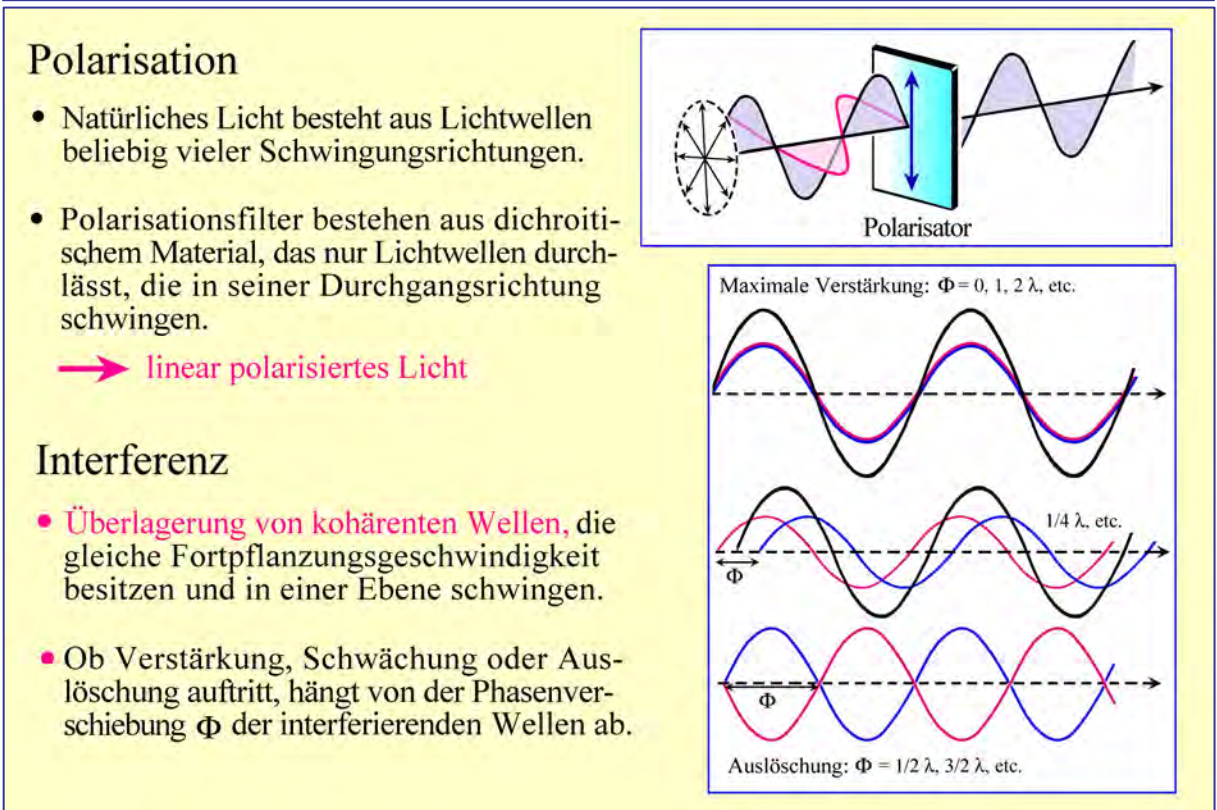 Polarisation
• Natürliches Licht besteht aus Lichtwellen
beliebig vieler Schwingungsrichtungen.
• Polarisationsfilter bestehen aus dichroiti-
schem Material, das nur Lichtwellen durch-
lässt, die in seiner Durchgangsrichtung
schwingen.
linear polarisiertes Licht
Interferenz
• Überlagerung von kohärenten Wellen, die
gleiche Fortpflanzungsgeschwindigkeit
besitzen und in einer Ebene schwingen.
• Ob Verstärkung, Schwächung oder Aus-
löschung auftritt, hängt von der Phasenver-
schiebung Φ der interferierenden Wellen ab.
Polarisator
Maximale Verstärkung: Φ = 0, 1, 2 λ, etc.
1/4 λ, etc.
Φ
Φ
Auslöschung: Φ = 1/2 λ, 3/2 λ, etc.